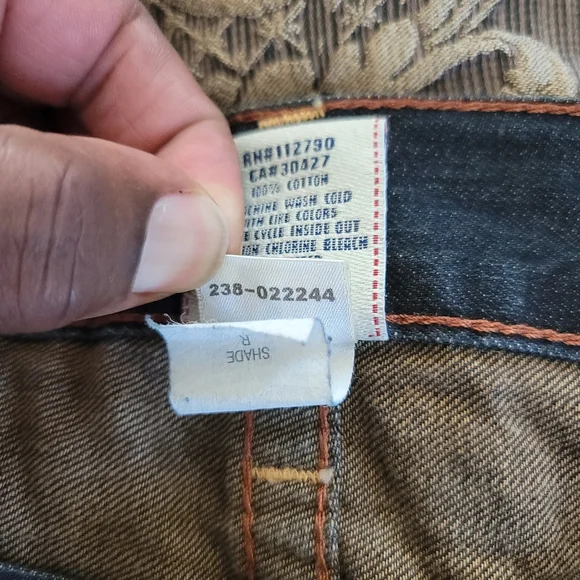 RN#112790
CA#30427
100% COTTON
WASH COLD
WITH LIKE COLORS
CYCLE INSIDE OUT
CHLORINE BLEACH
238-022244
SHADE
R